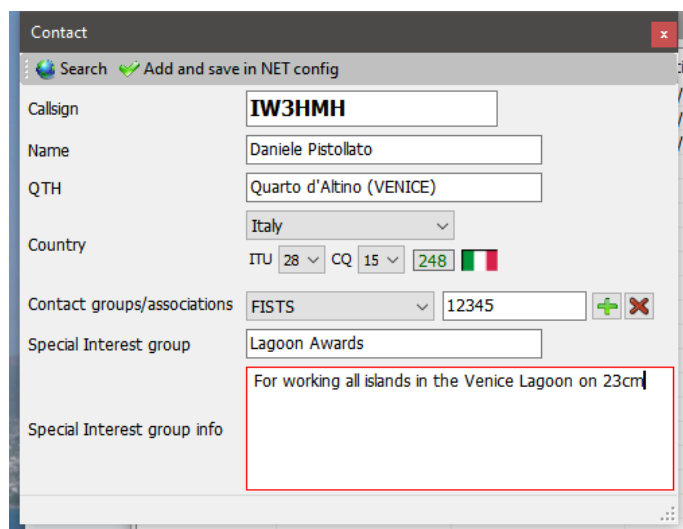 Contact
x
Search Add and save in NET config
Callsign IW3HMH
Name Daniele Pistollato
QTH Quarto d'Altino (VENICE)
Country Italy
ITU 28 CQ 15 248
Contact groups/associations FISTS 12345
Special Interest group Lagoon Awards
Special Interest group info For working all islands in the Venice Lagoon on 23cm